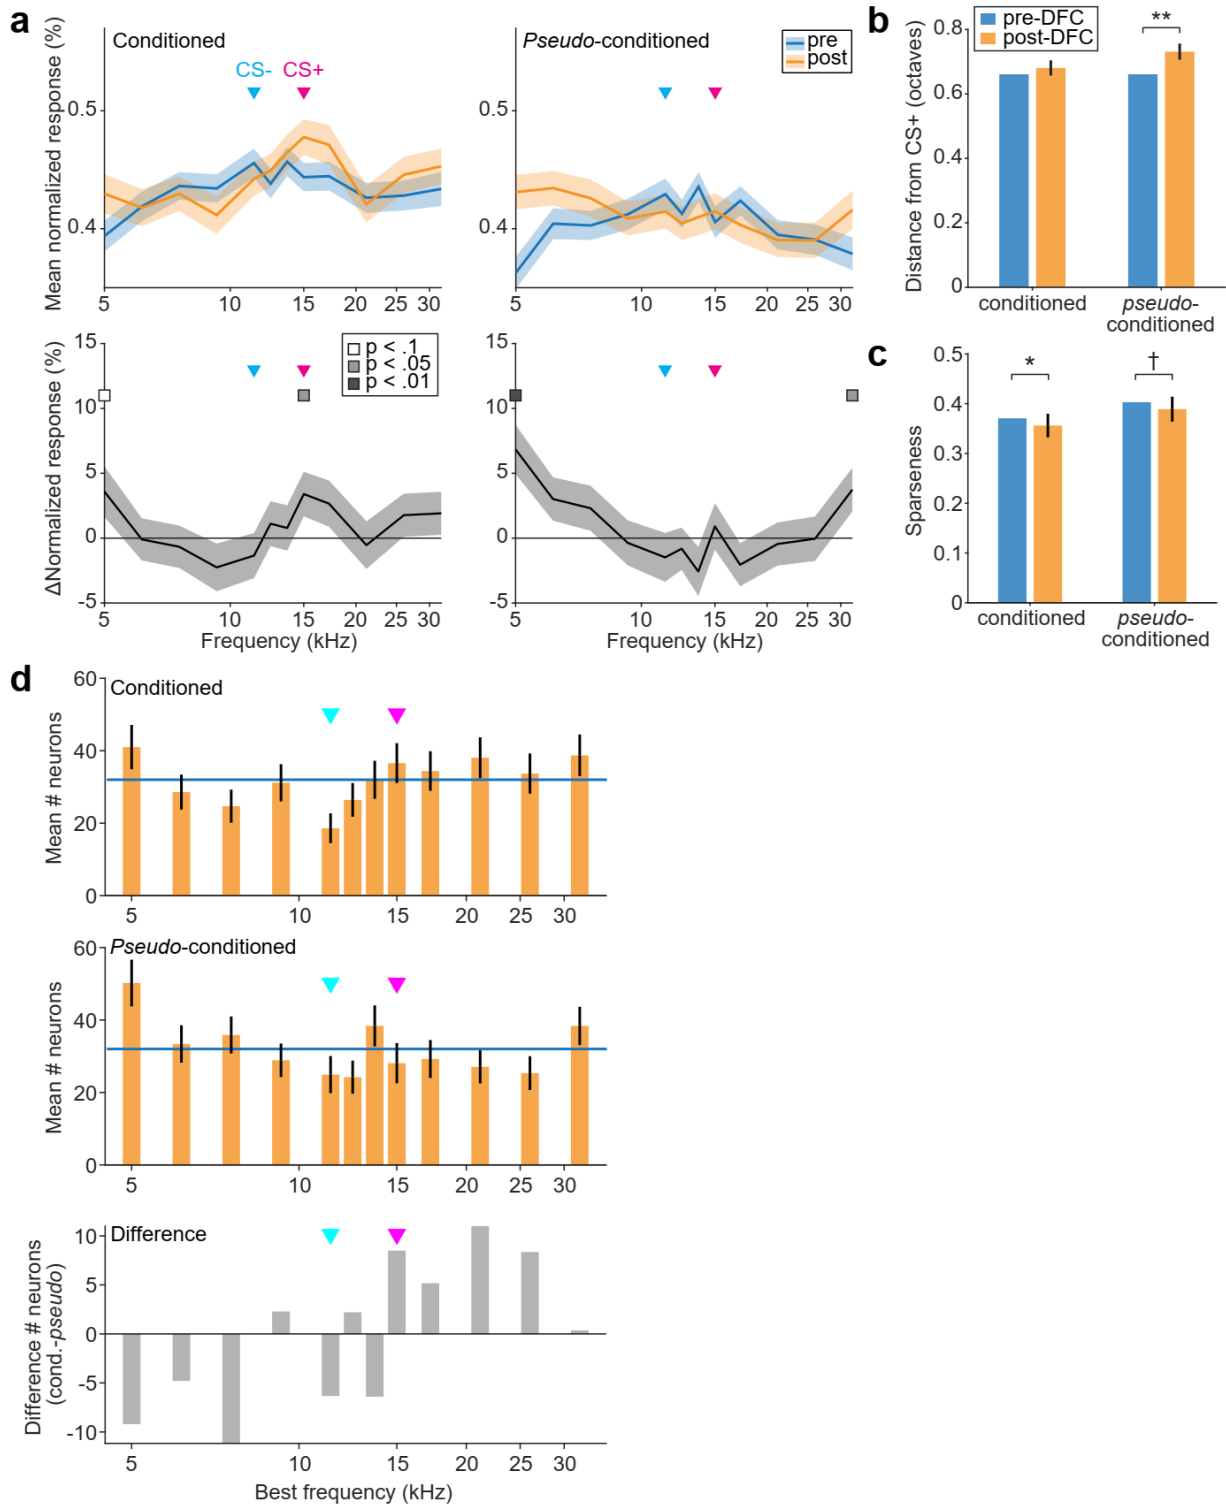 a
Conditioned
CS-
CS+
Mean normalized response (%)
0.5
0.4
5
10
15
20
25
30
Pseudo-conditioned
pre
post
0.5
0.4
5
10
15
20
25
30
ΔNormalized response (%)
15
10
5
0
-5
p < .1
p < .05
p < .01
5
10
15
20
25
30
Frequency (kHz)
15
10
5
0
-5
5
10
15
20
25
30
Frequency (kHz)
b
pre-DFC
post-DFC
**
Distance from CS+ (octaves)
0.8
0.6
0.4
0.2
0
conditioned
pseudo-
conditioned
c
Sparseness
0.5
0.4
0.3
0.2
0.1
0
*
†
conditioned
pseudo-
conditioned
d
Conditioned
Mean # neurons
60
40
20
0
5
10
15
20
25
30
Pseudo-conditioned
Mean # neurons
60
40
20
0
5
10
15
20
25
30
Difference
Difference # neurons
(cond.-pseudo)
10
5
0
-5
-10
5
10
15
20
25
30
Best frequency (kHz)